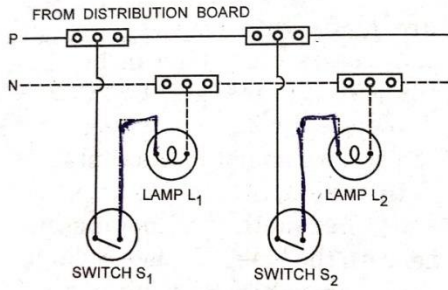 FROM DISTRIBUTION BOARD
P
N
LAMP L1
LAMP L2
SWITCH S1
SWITCH S2